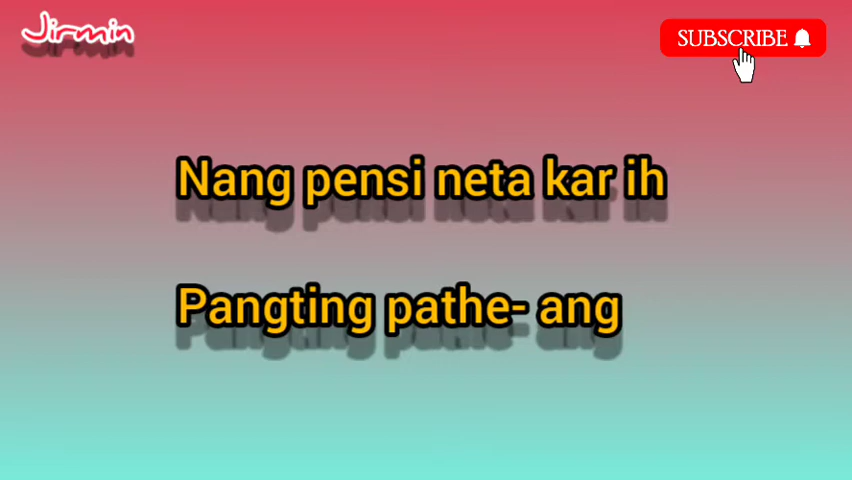 Jirmin
SUBSCRIBE
Nang pensi neta kar ih
Pangting pathe- ang